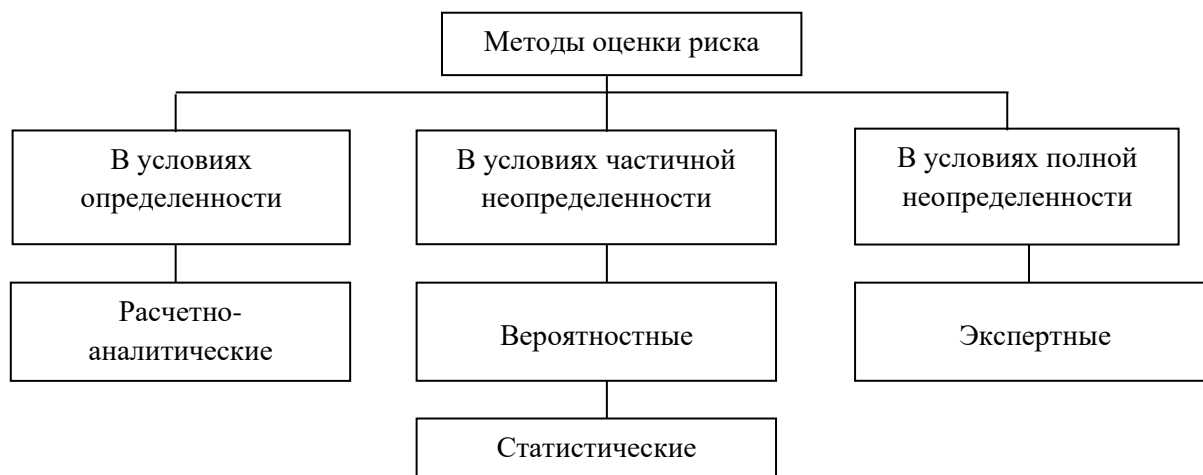 Методы оценки риска
В условиях
определенности
В условиях частичной
неопределенности
В условиях полной
неопределенности
Расчетно-
аналитические
Вероятностные
Экспертные
Статистические